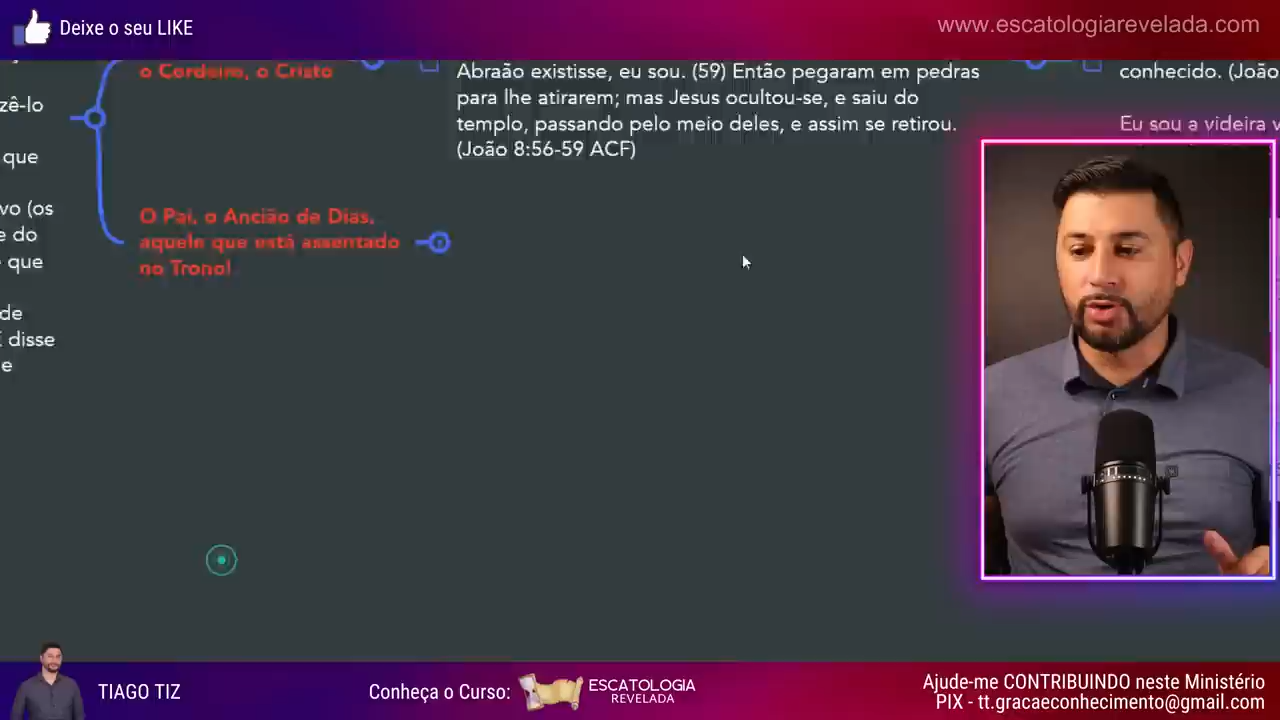 Deixe o seu LIKE
www.escatologiarevelada.com
zê-lo
que
vo (os
e do
que
de
E disse
e
o Cordeiro, o Cristo
O Pai, o Ancião de Dias,
aquele que está assentado
no Trono!
Abraão existisse, eu sou. (59) Então pegaram em pedras
para lhe atirarem; mas Jesus ocultou-se, e saiu do
templo, passando pelo meio deles, e assim se retirou.
(João 8:56-59 ACF)
conhecido. (João
Eu sou a videira v
TIAGO TIZ
Conheça o Curso:
ESCATOLOGIA
REVELADA
Ajude-me CONTRIBUINDO neste Ministério
PIX - tt.gracaeconhecimento@gmail.com